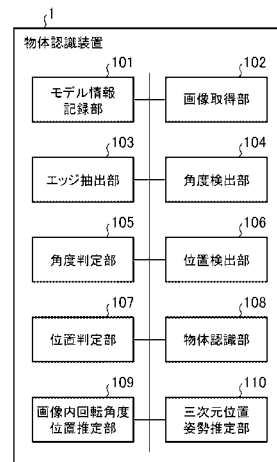 1
物体認識装置
101
102
モデル情報
記録部
画像取得部
103
104
エッジ抽出部
角度検出部
105
106
角度判定部
位置検出部
107
108
位置判定部
物体認識部
109
110
画像内回転角度
位置推定部
三次元位置
姿勢推定部